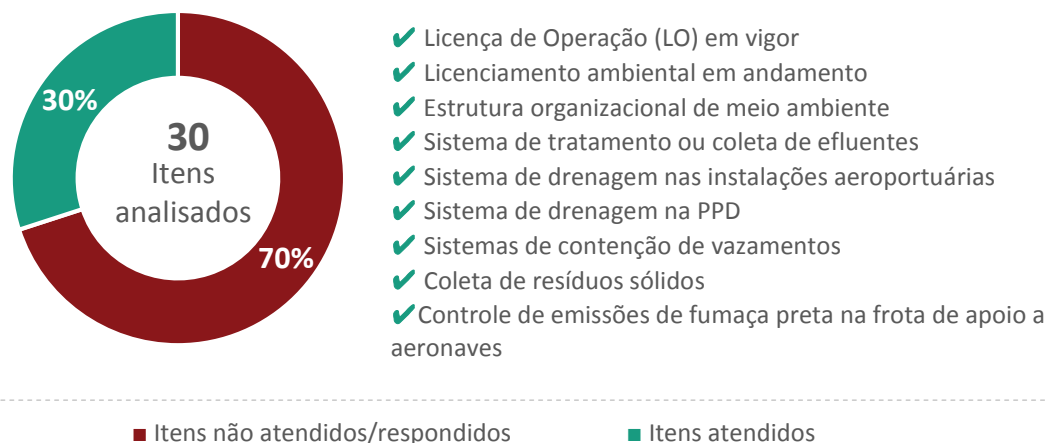 30%
30
Itens
analisados
70%
✔ Licença de Operação (LO) em vigor
✔ Licenciamento ambiental em andamento
✔ Estrutura organizacional de meio ambiente
✔ Sistema de tratamento ou coleta de efluentes
✔ Sistema de drenagem nas instalações aeroportuárias
✔ Sistema de drenagem na PPD
✔ Sistemas de contenção de vazamentos
✔ Coleta de resíduos sólidos
✔Controle de emissões de fumaça preta na frota de apoio a
aeronaves
Itens não atendidos/respondidos
Itens atendidos